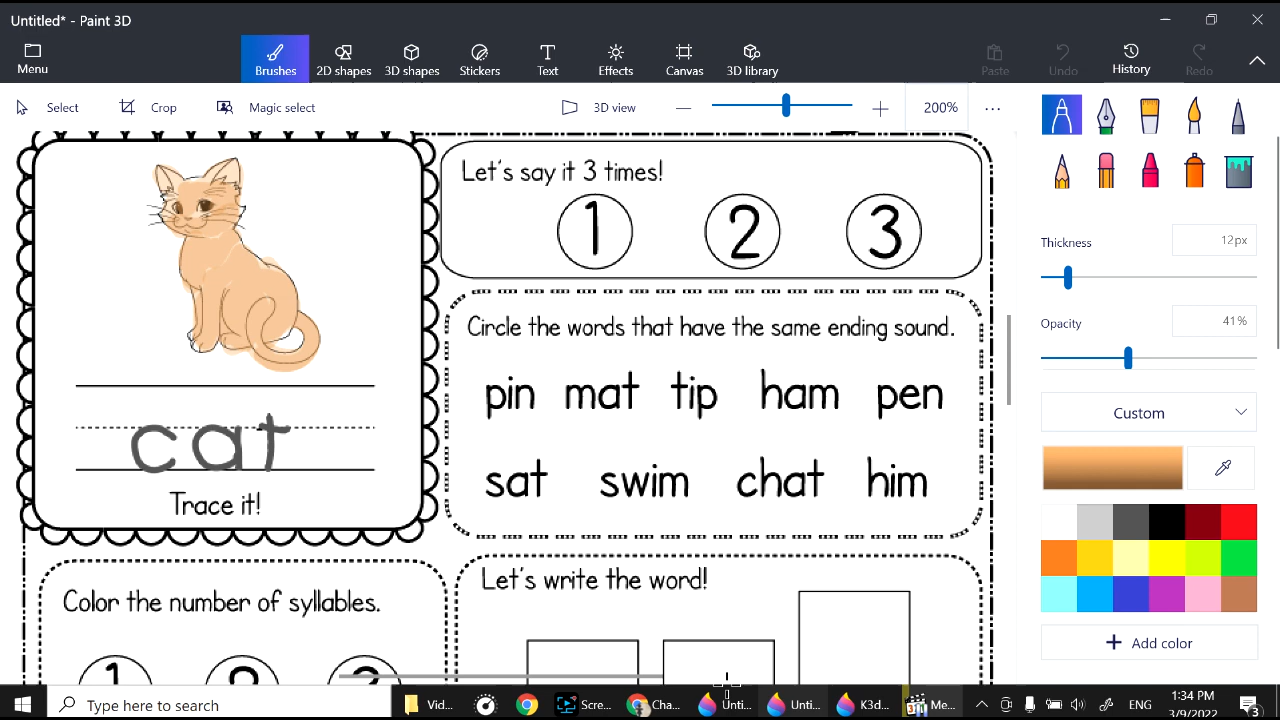 Untitled* - Paint 3D
Menu
Brushes
2D shapes
3D shapes
Stickers
Text
Effects
Canvas
3D library
Paste
Undo
History
Redo
Select
Crop
Magic select
3D view
200%
Let's say it 3 times!
1 2 3
cat
Trace it!
Circle the words that have the same ending sound.
pin mat tip ham pen
sat swim chat him
Color the number of syllables.
1 2 3
Let's write the word!
Thickness
12px
Opacity
41%
Custom
Add color
Type here to search
Vid...
Scre...
Cha...
Unti...
Unti...
K3d...
Me...
ENG
1:34 PM
3/9/2022
3